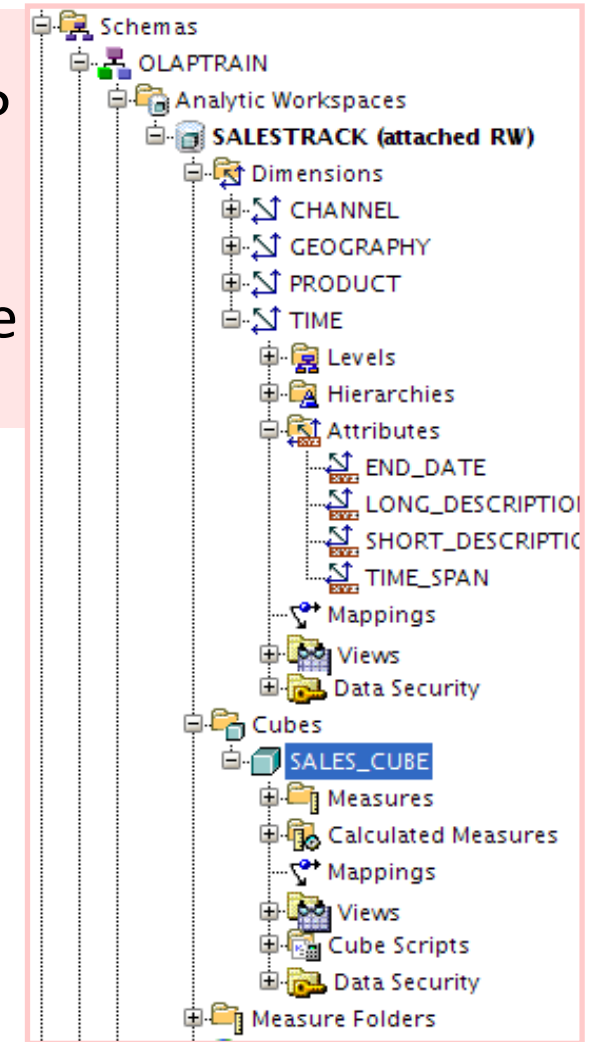 Schemas
OLAPTRAIN
Analytic Workspaces
SALESTRACK (attached RW)
Dimensions
CHANNEL
GEOGRAPHY
PRODUCT
TIME
e
Levels
Hierarchies
Attributes
END_DATE
LONG_DESCRIPTIO
SHORT_DESCRIPTIC
TIME_SPAN
Mappings
Views
Data Security
Cubes
SALES_CUBE
Measures
Calculated Measures
Mappings
Views
Cube Scripts
Data Security
Measure Folders